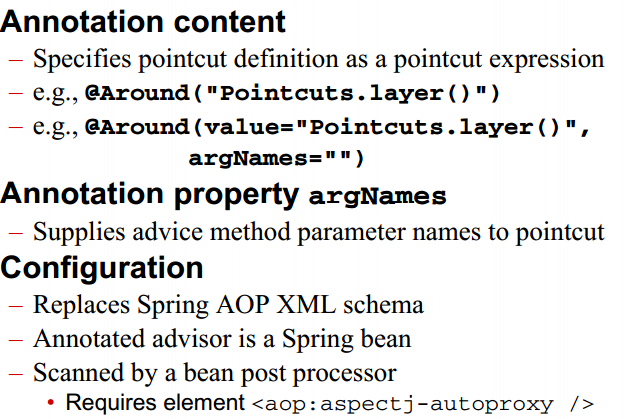 Annotation content
– Specifies pointcut definition as a pointcut expression
– e.g., @Around("Pointcuts.layer()")
– e.g., @Around(value="Pointcuts.layer()",
argNames="")
Annotation property argNames
– Supplies advice method parameter names to pointcut
Configuration
– Replaces Spring AOP XML schema
– Annotated advisor is a Spring bean
– Scanned by a bean post processor
• Requires element <aop:aspectj-autoproxy />